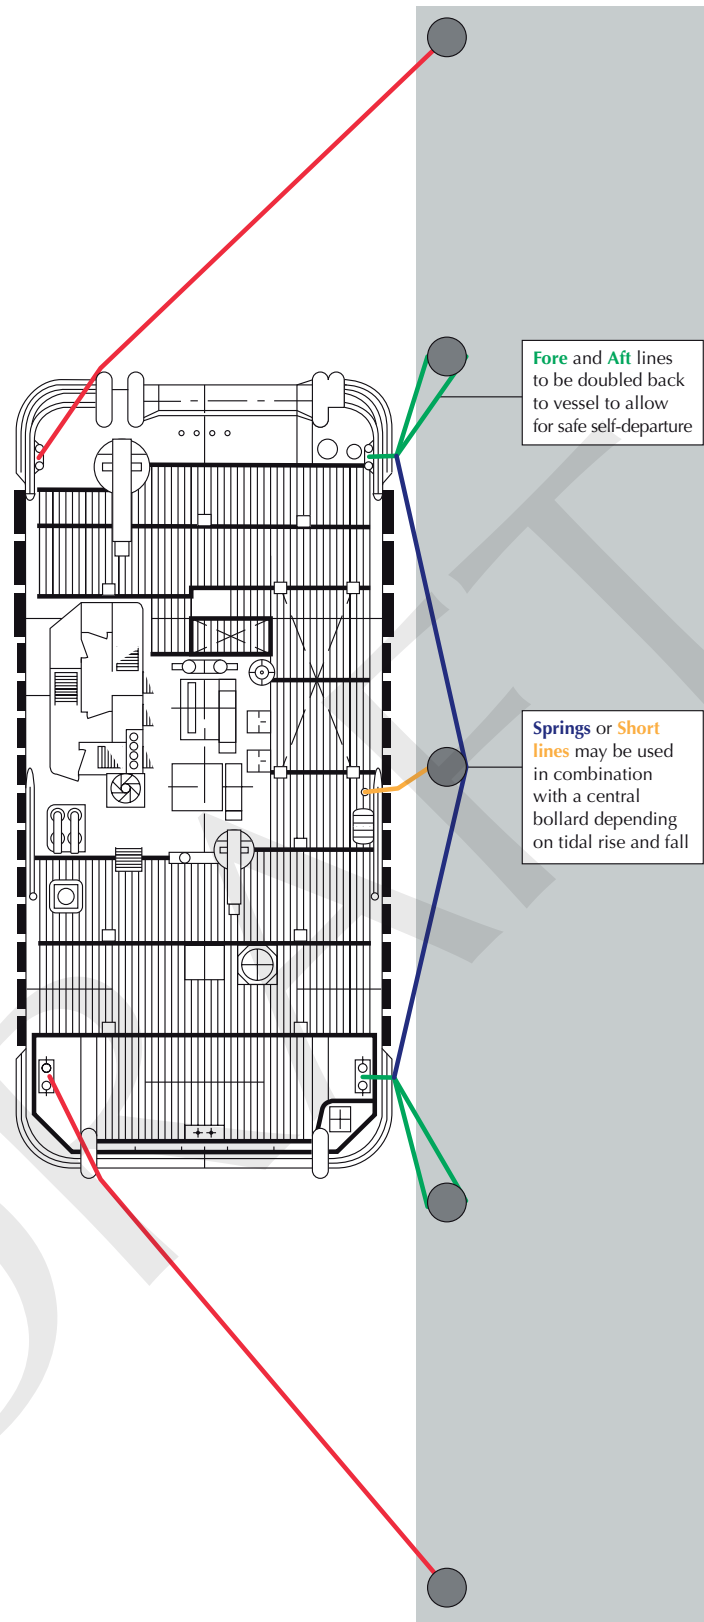 Fore and Aft lines
to be doubled back
to vessel to allow
for safe self-departure
Springs or Short
lines may be used
in combination
with a central
bollard depending
on tidal rise and fall
DRAFT